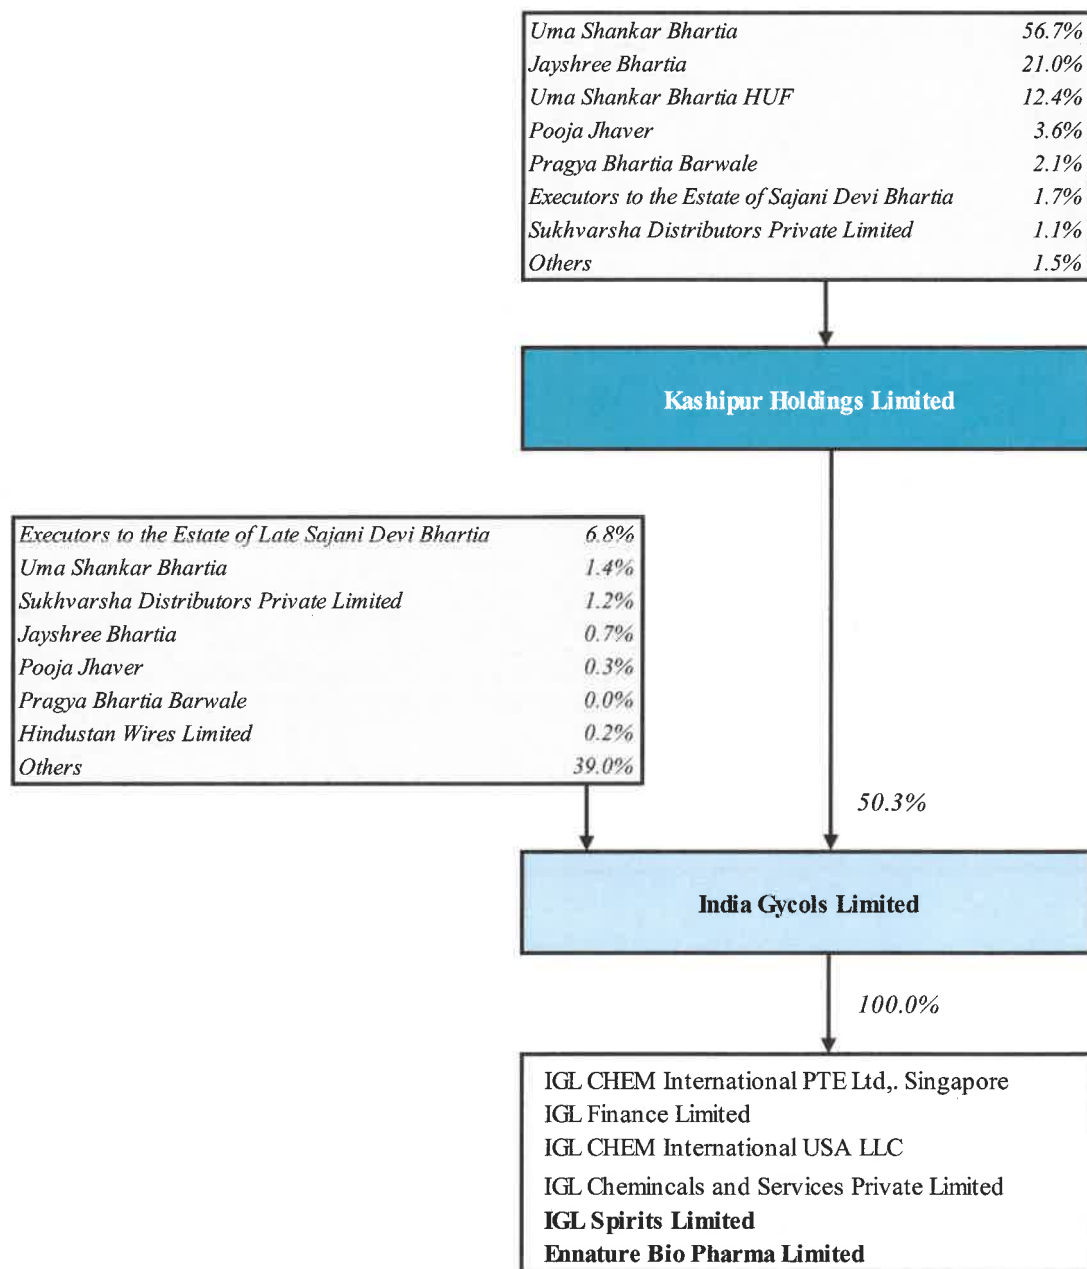 Uma Shankar Bhartia 56.7%
Jayshree Bhartia 21.0%
Uma Shankar Bhartia HUF 12.4%
Pooja Jhaver 3.6%
Pragya Bhartia Barwale 2.1%
Executors to the Estate of Sajani Devi Bhartia 1.7%
Sukhvarsha Distributors Private Limited 1.1%
Others 1.5%
Kashipur Holdings Limited
Executors to the Estate of Late Sajani Devi Bhartia 6.8%
Uma Shankar Bhartia 1.4%
Sukhvarsha Distributors Private Limited 1.2%
Jayshree Bhartia 0.7%
Pooja Jhaver 0.3%
Pragya Bhartia Barwale 0.0%
Hindustan Wires Limited 0.2%
Others 39.0%
50.3%
India Gycols Limited
100.0%
IGL CHEM International PTE Ltd,. Singapore
IGL Finance Limited
IGL CHEM International USA LLC
IGL Chemincals and Services Private Limited
IGL Spirits Limited
Ennature Bio Pharma Limited